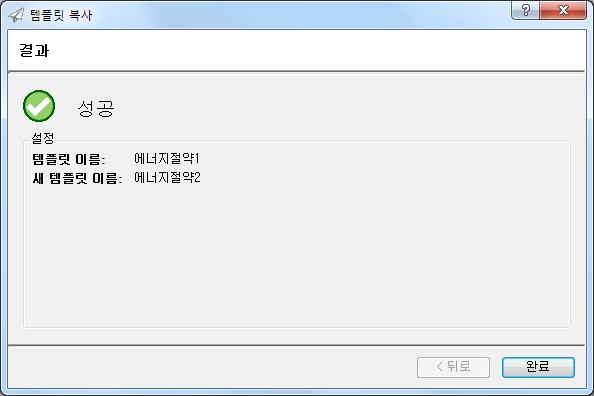 템플릿 복사
결과
성공
설정
템플릿 이름: 에너지절약1
새 템플릿 이름: 에너지절약2
< 뒤로
완료